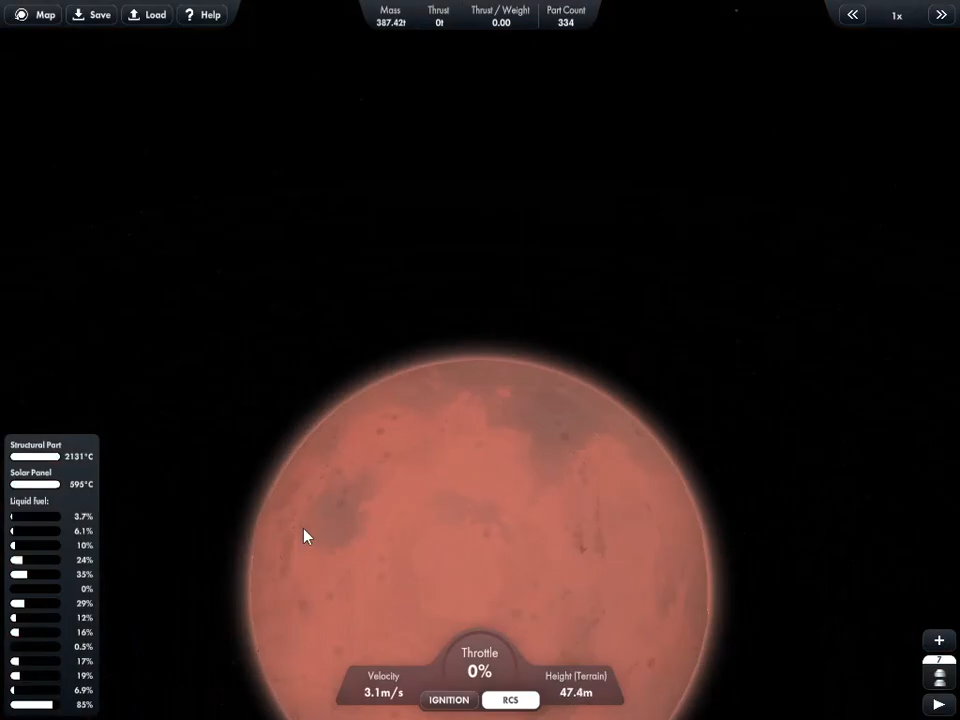 Map Save Load Help
Mass Thrust Thrust / Weight Part Count
387.42t 0t 0.00 334
1x
Structural Part
2131°C
Solar Panel
595°C
Liquid fuel:
3.7%
6.1%
10%
24%
35%
0%
29%
12%
16%
0.5%
17%
19%
6.9%
85%
Throttle
0%
Velocity
3.1m/s
Height (Terrain)
47.4m
IGNITION RCS
7